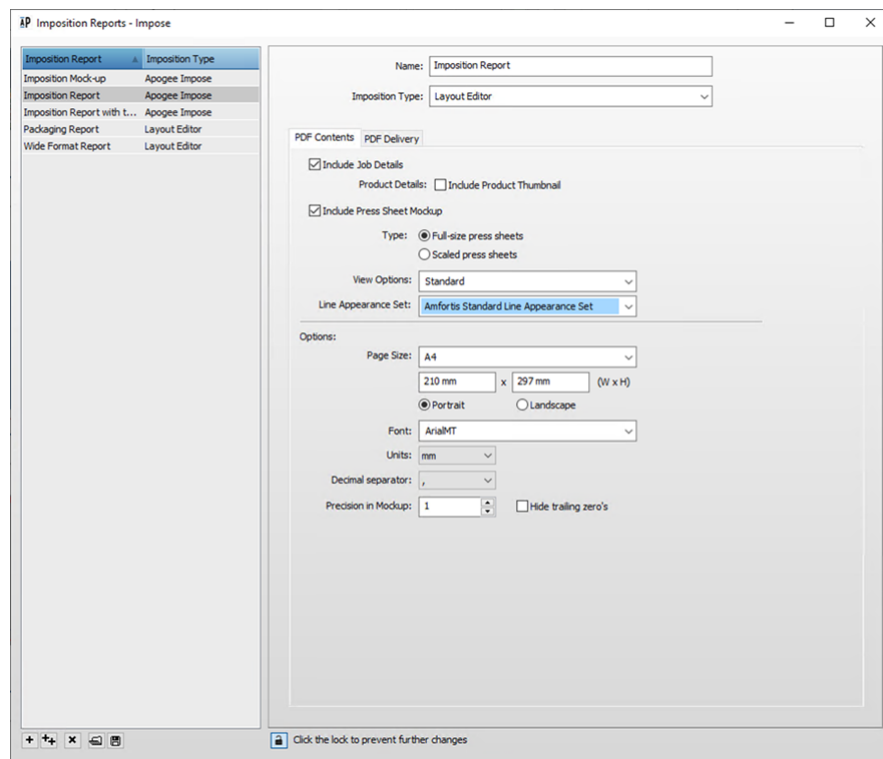 Imposition Reports - Impose
Imposition Report Imposition Type
Imposition Mock-up Apogee Impose
Imposition Report Apogee Impose
Imposition Report with t... Apogee Impose
Packaging Report Layout Editor
Wide Format Report Layout Editor
Name: Imposition Report
Imposition Type: Layout Editor
PDF Contents PDF Delivery
Include Job Details
Product Details: Include Product Thumbnail
Include Press Sheet Mockup
Type: Full-size press sheets
Scaled press sheets
View Options: Standard
Line Appearance Set: Amfortis Standard Line Appearance Set
Options:
Page Size: A4
210 mm x 297 mm (W x H)
Portrait Landscape
Font: ArialMT
Units: mm
Decimal separator: ,
Precision in Mockup: 1 Hide trailing zero's
Click the lock to prevent further changes